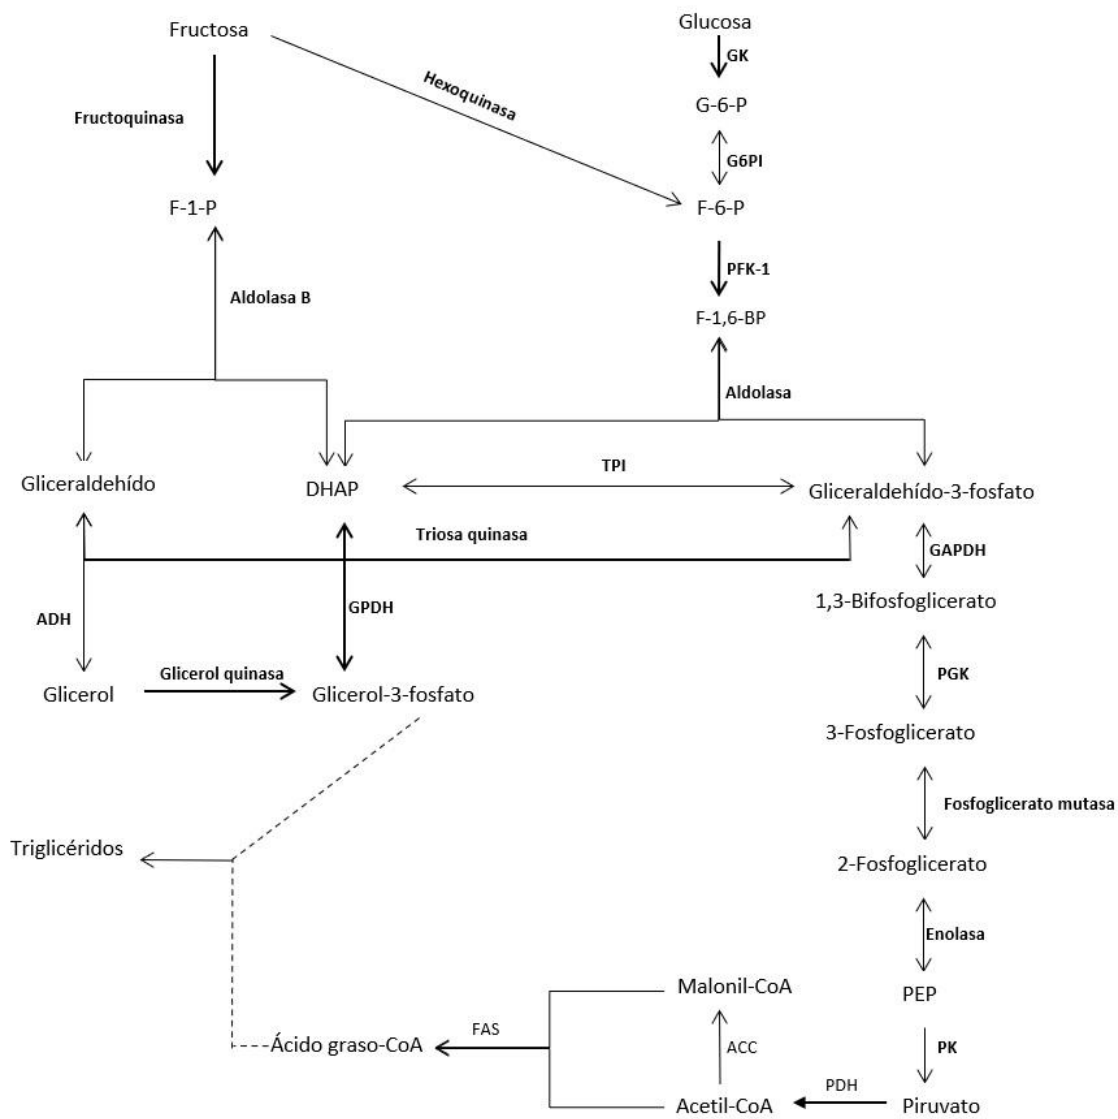 Fructosa
Glucosa
GK
Hexoquinasa
G-6-P
Fructoquinasa
G6PI
F-1-P
F-6-P
PFK-1
Aldolasa B
F-1,6-BP
Aldolasa
TPI
Gliceraldehído
DHAP
Gliceraldehído-3-fosfato
Triosa quinasa
GAPDH
1,3-Bifosfoglicerato
ADH
GPDH
Glicerol quinasa
PGK
Glicerol
Glicerol-3-fosfato
3-Fosfoglicerato
Fosfoglicerato mutasa
Triglicéridos
2-Fosfoglicerato
Enolasa
Malonil-CoA
PEP
FAS
Ácido graso-CoA
ACC
PK
PDH
Acetil-CoA
Piruvato